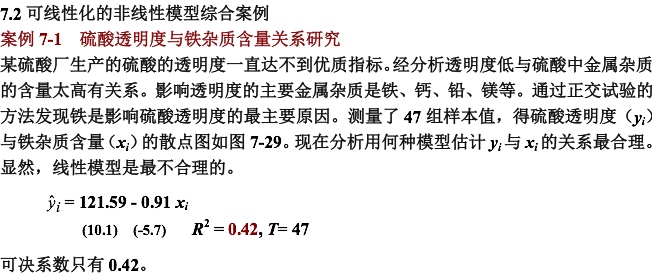 7.2 可线性化的非线性模型综合案例
案例 7-1 硫酸透明度与铁杂质含量关系研究
某硫酸厂生产的硫酸的透明度一直达不到优质指标。经分析透明度低与硫酸中金属杂质
的含量太高有关系。影响透明度的主要金属杂质是铁、钙、铅、镁等。通过正交试验的
方法发现铁是影响硫酸透明度的最主要原因。测量了 47 组样本值，得硫酸透明度（yi）
与铁杂质含量（xi）的散点图如图 7-29。现在分析用何种模型估计 yi 与 xi 的关系最合理。
显然，线性模型是最不合理的。
ŷi = 121.59 - 0.91 xi
(10.1) (-5.7) R² = 0.42, T= 47
可决系数只有 0.42。